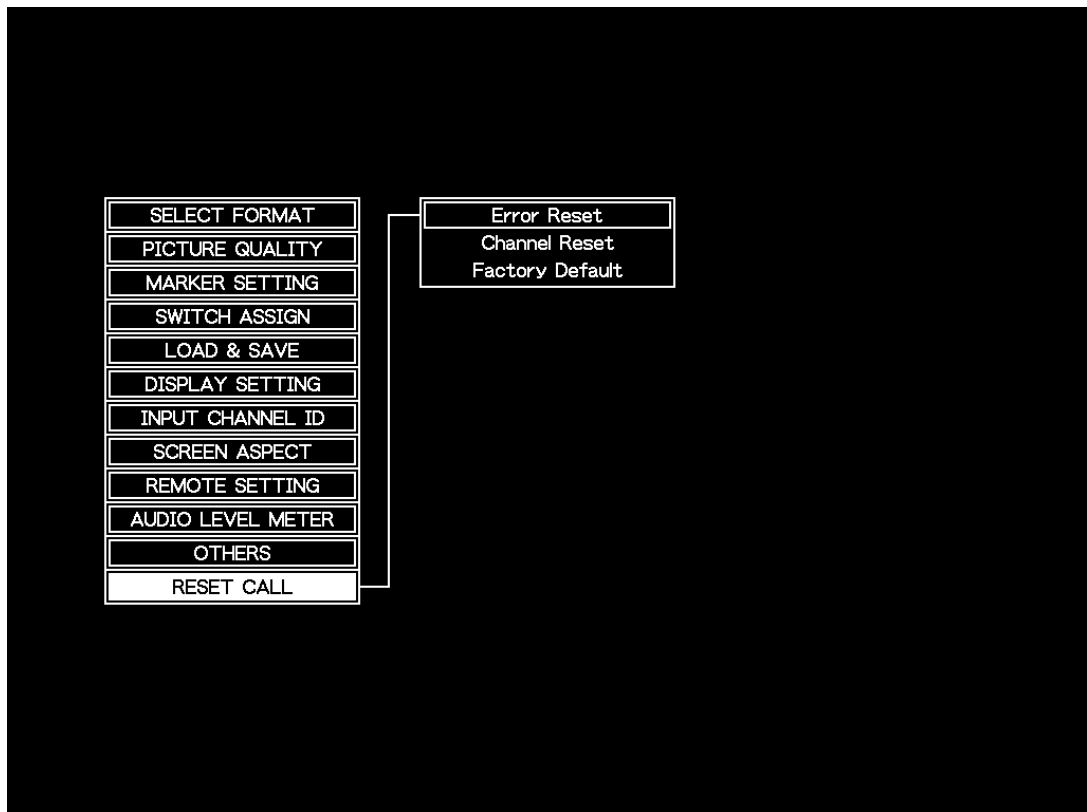 SELECT FORMAT
PICTURE QUALITY
MARKER SETTING
SWITCH ASSIGN
LOAD & SAVE
DISPLAY SETTING
INPUT CHANNEL ID
SCREEN ASPECT
REMOTE SETTING
AUDIO LEVEL METER
OTHERS
RESET CALL
Error Reset
Channel Reset
Factory Default